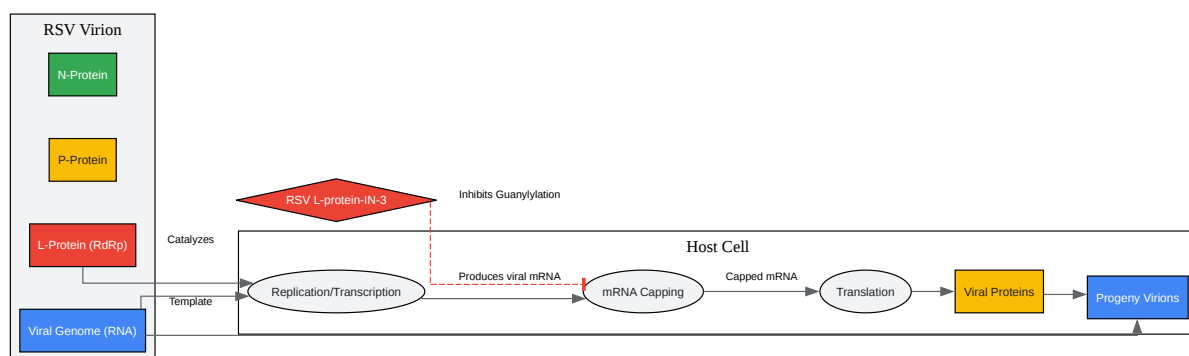 RSV Virion
N-Protein
P-Protein
RSV L-protein-IN-3
Inhibits Guanylylation
L-Protein (RdRp)
Catalyzes
Host Cell
Replication/Transcription
Produces viral mRNA
mRNA Capping
Capped mRNA
Translation
Viral Proteins
Progeny Virions
Template
Viral Genome (RNA)